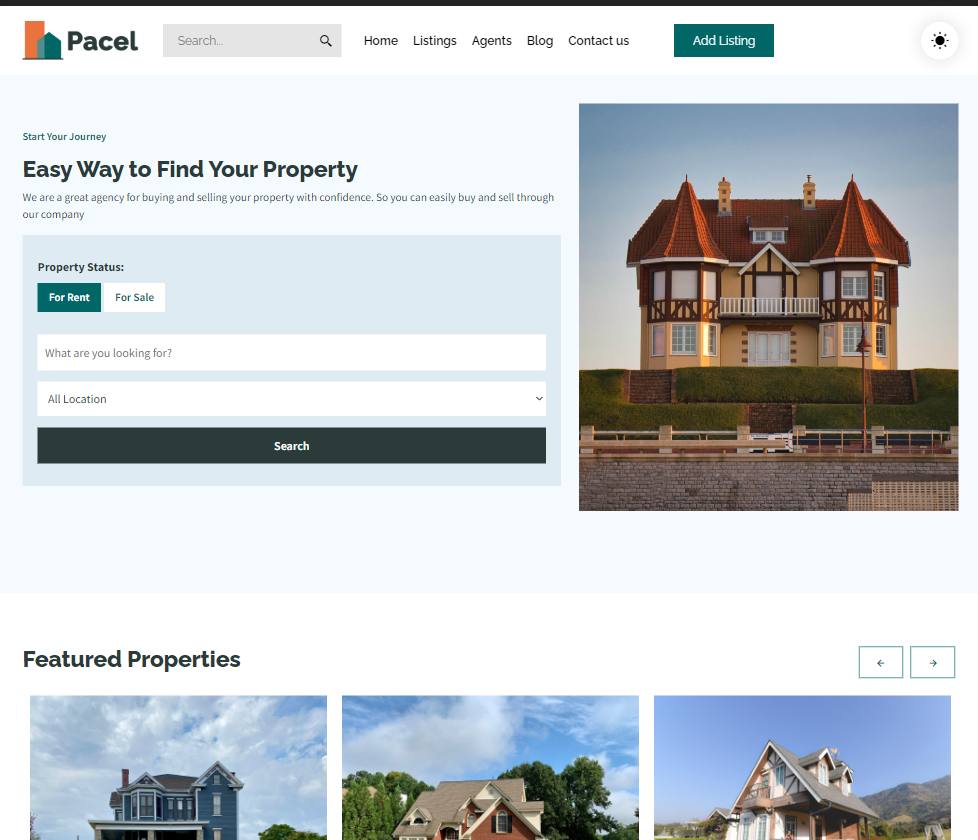 Pacel
Search...
Home
Listings
Agents
Blog
Contact us
Add Listing
Start Your Journey
Easy Way to Find Your Property
We are a great agency for buying and selling your property with confidence. So you can easily buy and sell through
our company
Property Status:
For Rent
For Sale
What are you looking for?
All Location
Search
Featured Properties